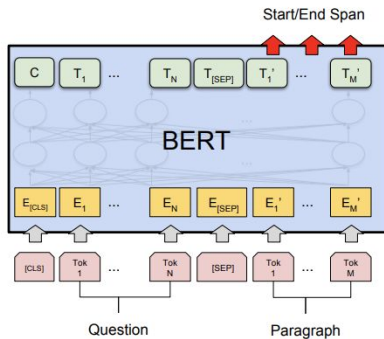 Start/End Span
C T1 ... TN T[SEP] T1' ... TM'
BERT
E[CLS] E1 ... EN E[SEP] E1' ... EM'
[CLS] Tok 1 ... Tok N [SEP] Tok 1 ... Tok M
Question Paragraph